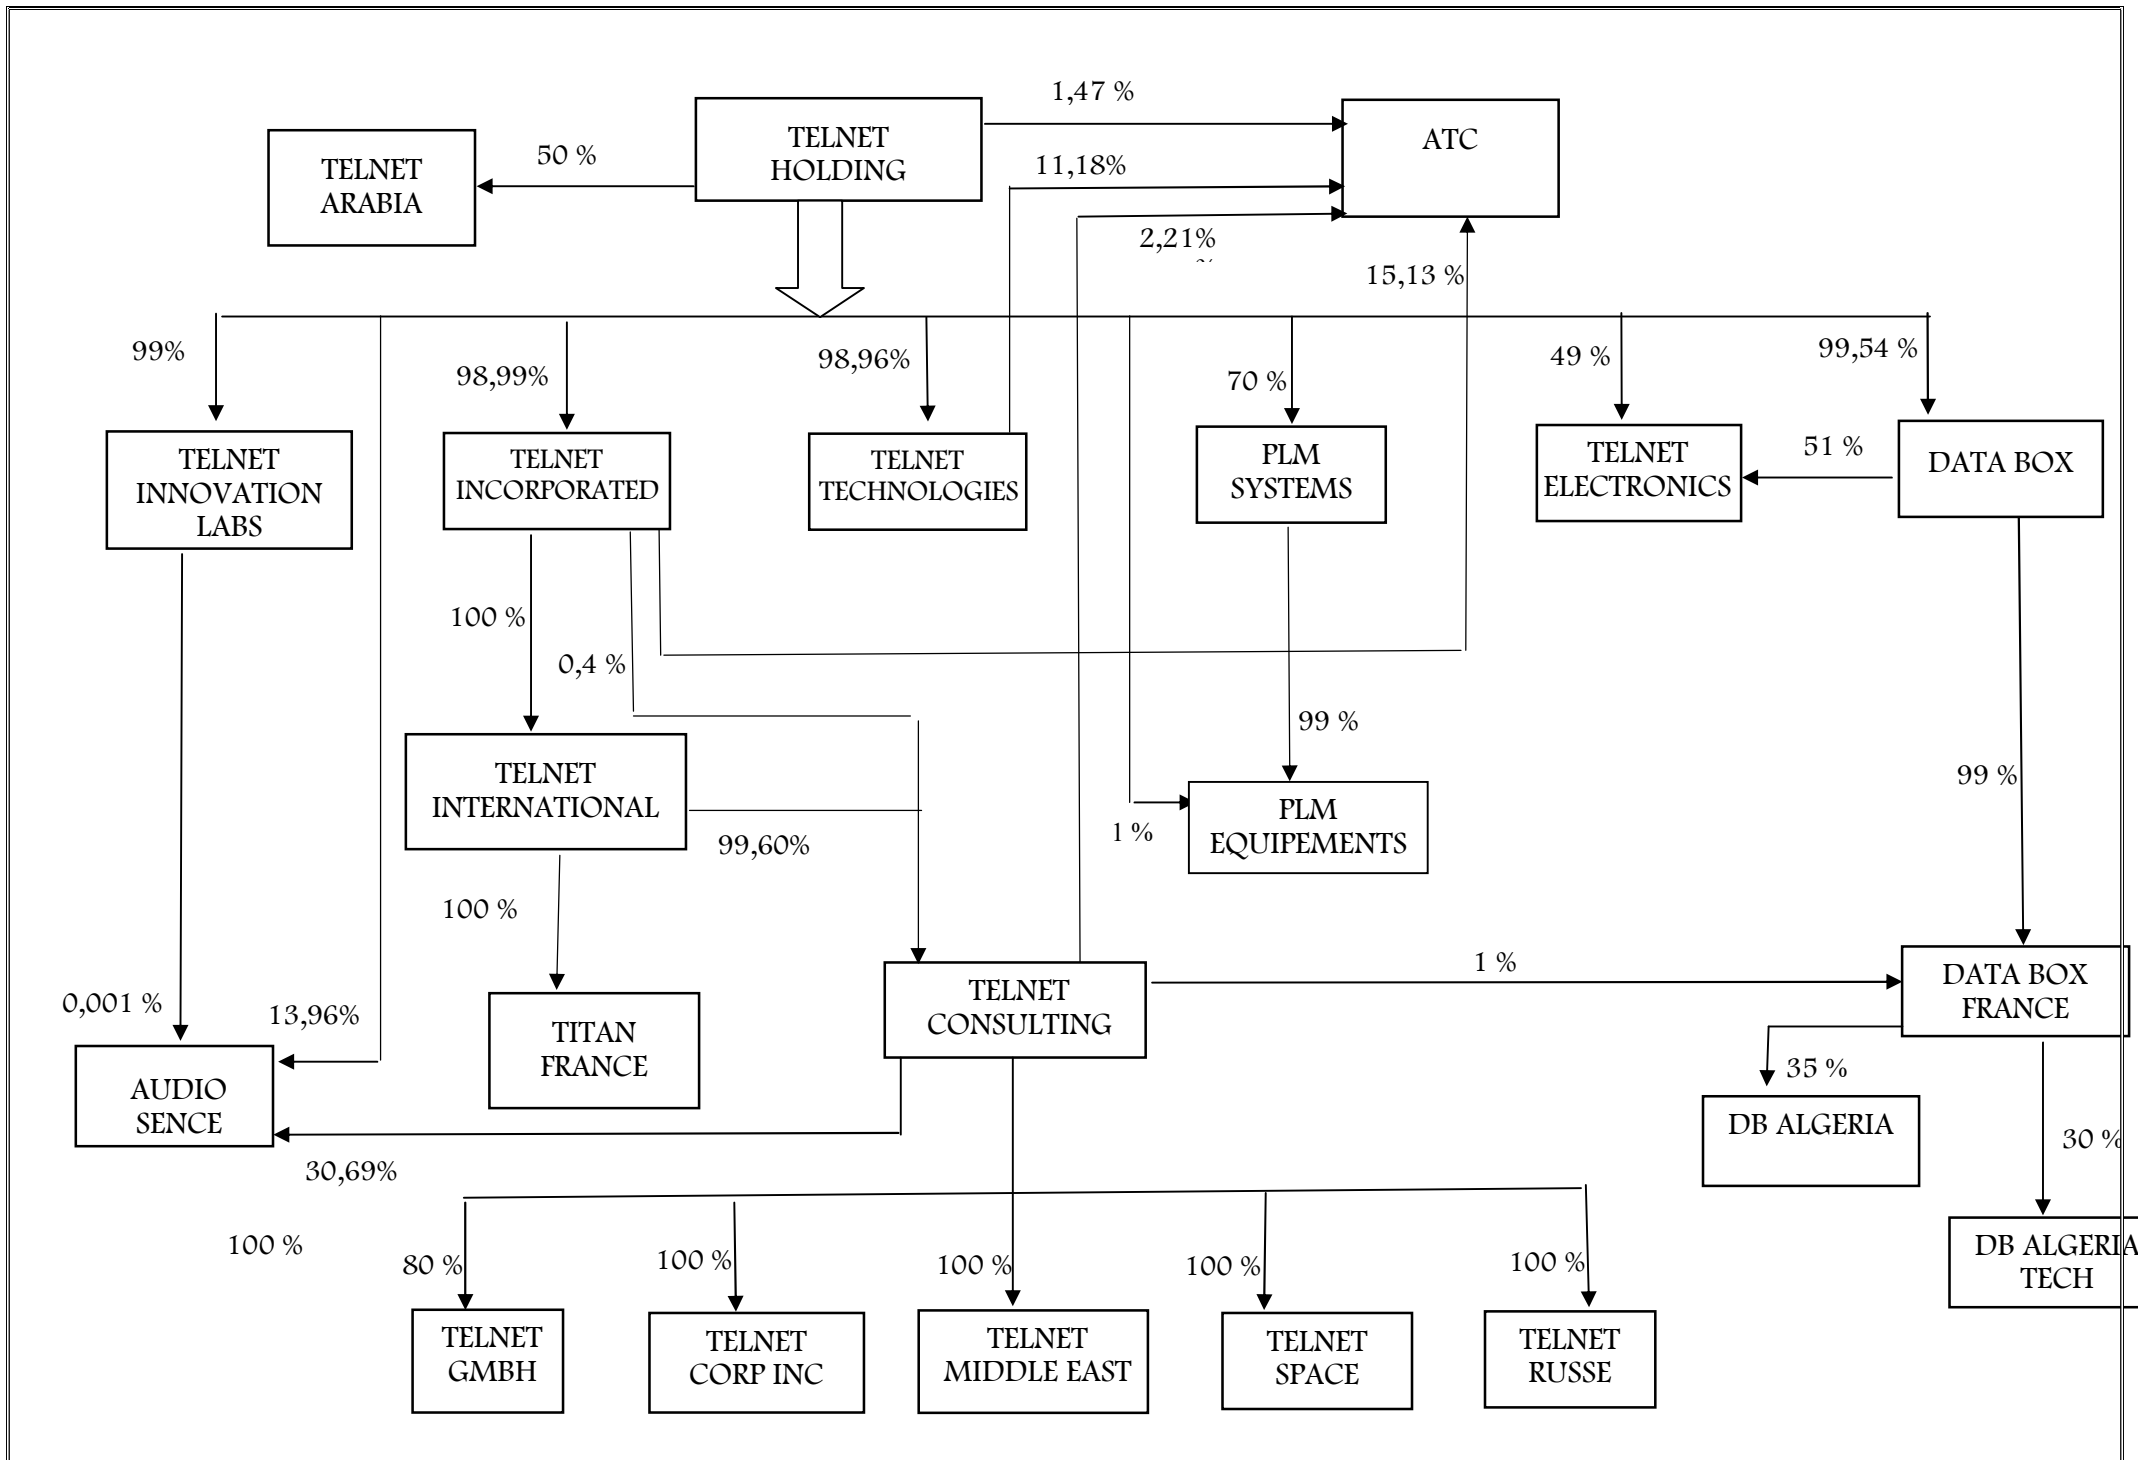 1,47 %
TELNET
HOLDING
ATC
TELNET
ARABIA
50 %
11,18%
2,21%
15,13 %
99%
98,99%
98,96%
70 %
49 %
99,54 %
TELNET
INNOVATION
LABS
TELNET
INCORPORATED
TELNET
TECHNOLOGIES
PLM
SYSTEMS
TELNET
ELECTRONICS
51 %
DATA BOX
100 %
0,4 %
99 %
99 %
TELNET
INTERNATIONAL
99,60%
1 %
PLM
EQUIPEMENTS
100 %
1 %
0,001 %
13,96%
TITAN
FRANCE
TELNET
CONSULTING
DATA BOX
FRANCE
AUDIO
SENCE
35 %
DB ALGERIA
30 %
30,69%
100 %
80 %
100 %
100 %
100 %
100 %
DB ALGERIA
TECH
TELNET
GMBH
TELNET
CORP INC
TELNET
MIDDLE EAST
TELNET
SPACE
TELNET
RUSSE